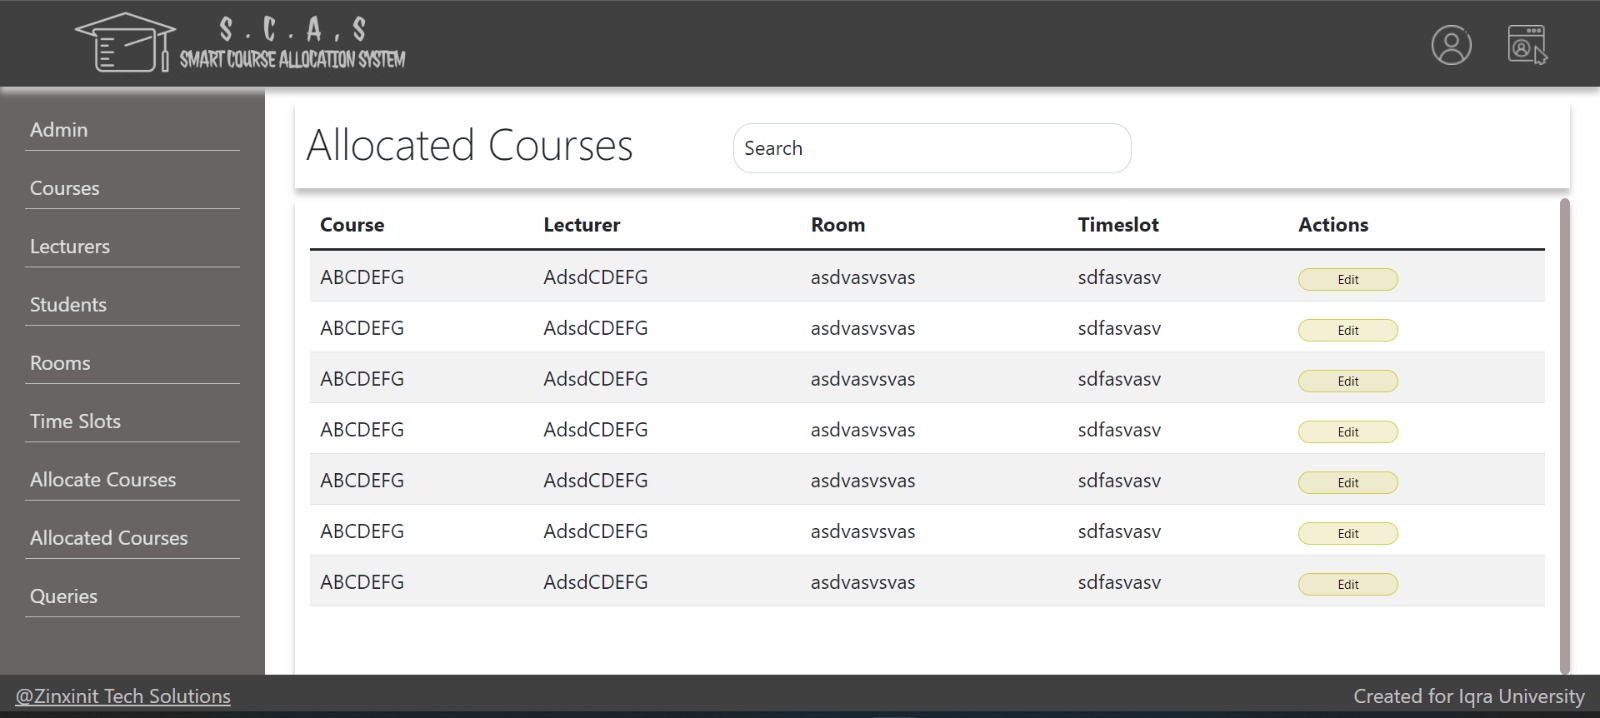 S . C . A , S
SMART COURSE ALLOCATION SYSTEM
Admin
Courses
Lecturers
Students
Rooms
Time Slots
Allocate Courses
Allocated Courses
Queries
Allocated Courses
Search
Course Lecturer Room Timeslot Actions
ABCDEFG AdsdCDEFG asdvasvsvas sdfasvasv Edit
ABCDEFG AdsdCDEFG asdvasvsvas sdfasvasv Edit
ABCDEFG AdsdCDEFG asdvasvsvas sdfasvasv Edit
ABCDEFG AdsdCDEFG asdvasvsvas sdfasvasv Edit
ABCDEFG AdsdCDEFG asdvasvsvas sdfasvasv Edit
ABCDEFG AdsdCDEFG asdvasvsvas sdfasvasv Edit
ABCDEFG AdsdCDEFG asdvasvsvas sdfasvasv Edit
@Zinxinit Tech Solutions
Created for Iqra University